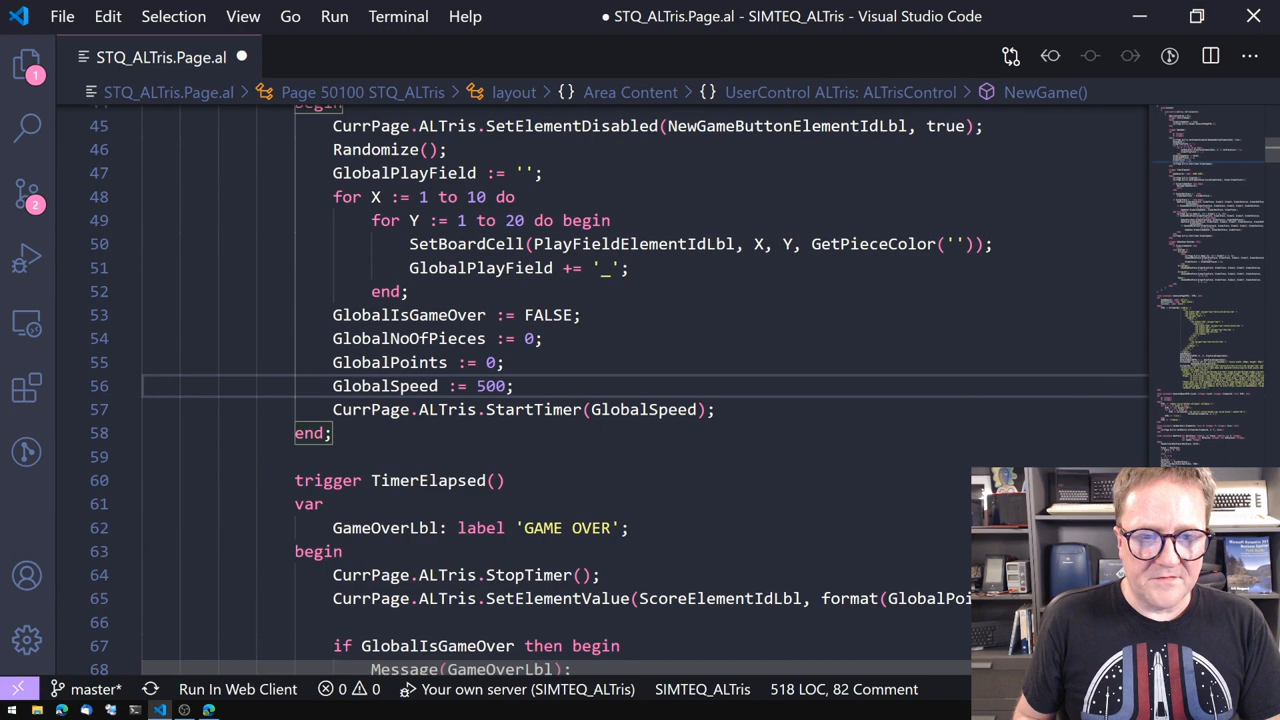 File Edit Selection View Go Run Terminal Help
● STQ_ALTris.Page.al - SIMTEQ_ALTris - Visual Studio Code
STQ_ALTris.Page.al ●
1
STQ_ALTris.Page.al > Page 50100 STQ_ALTris > layout > {} Area Content > {} UserControl ALTris: ALTrisControl > NewGame()
begin
45 CurrPage.ALTris.SetElementDisabled(NewGameButtonElementIdLbl, true);
46 Randomize();
47 GlobalPlayField := '';
48 for X := 1 to 10 do
49 for Y := 1 to do begin
50 SetBoardCell(PlayFieldElementIdLbl, X, Y, GetPieceColor(''));
51 GlobalPlayField += '_';
52 end;
53 GlobalIsGameOver := FALSE;
54 GlobalNoOfPieces := 0;
55 GlobalPoints := 0;
56 GlobalSpeed := 500;
57 CurrPage.ALTris.StartTimer(GlobalSpeed);
58 end;
59
60 trigger TimerElapsed()
61 var
62 GameOverLbl: label 'GAME OVER';
63 begin
64 CurrPage.ALTris.StopTimer();
65 CurrPage.ALTris.SetElementValue(ScoreElementIdLbl, format(GlobalPoi
66
67 if GlobalIsGameOver then begin
68 Message(GameOverLbl);
2
master* Run In Web Client 0 0 Your own server (SIMTEQ_ALTris) SIMTEQ_ALTris 518 LOC, 82 Comment